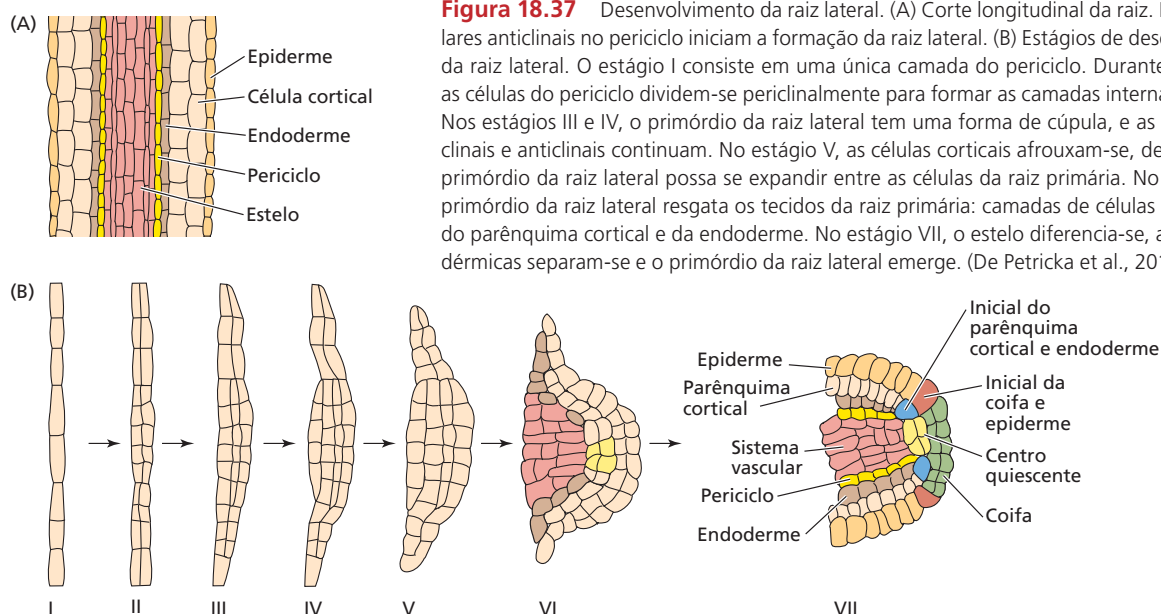 (A)
Epiderme
Célula cortical
Endoderme
Periciclo
Estelo
Figura 18.37 Desenvolvimento da raiz lateral. (A) Corte longitudinal da raiz.
lares anticlinais no periciclo iniciam a formação da raiz lateral. (B) Estágios de
da raiz lateral. O estágio I consiste em uma única camada do periciclo. Durante
as células do periciclo dividem-se periclinalmente para formar as camadas
Nos estágios III e IV, o primórdio da raiz lateral tem uma forma de cúpula, e as
clinais e anticlinais continuam. No estágio V, as células corticais afrouxam-se,
primórdio da raiz lateral possa se expandir entre as células da raiz primária. No
primórdio da raiz lateral resgata os tecidos da raiz primária: camadas de células
do parênquima cortical e da endoderme. No estágio VII, o estelo diferencia-se,
dérmicas separam-se e o primórdio da raiz lateral emerge. (De Petricka et al.,
(B)
Epiderme
Parênquima
cortical
Sistema
vascular
Periciclo
Endoderme
Inicial do
parênquima
cortical e endoderme
Inicial da
coifa e
epiderme
Centro
quiescente
Coifa
I
II
III
IV
V
VI
VII